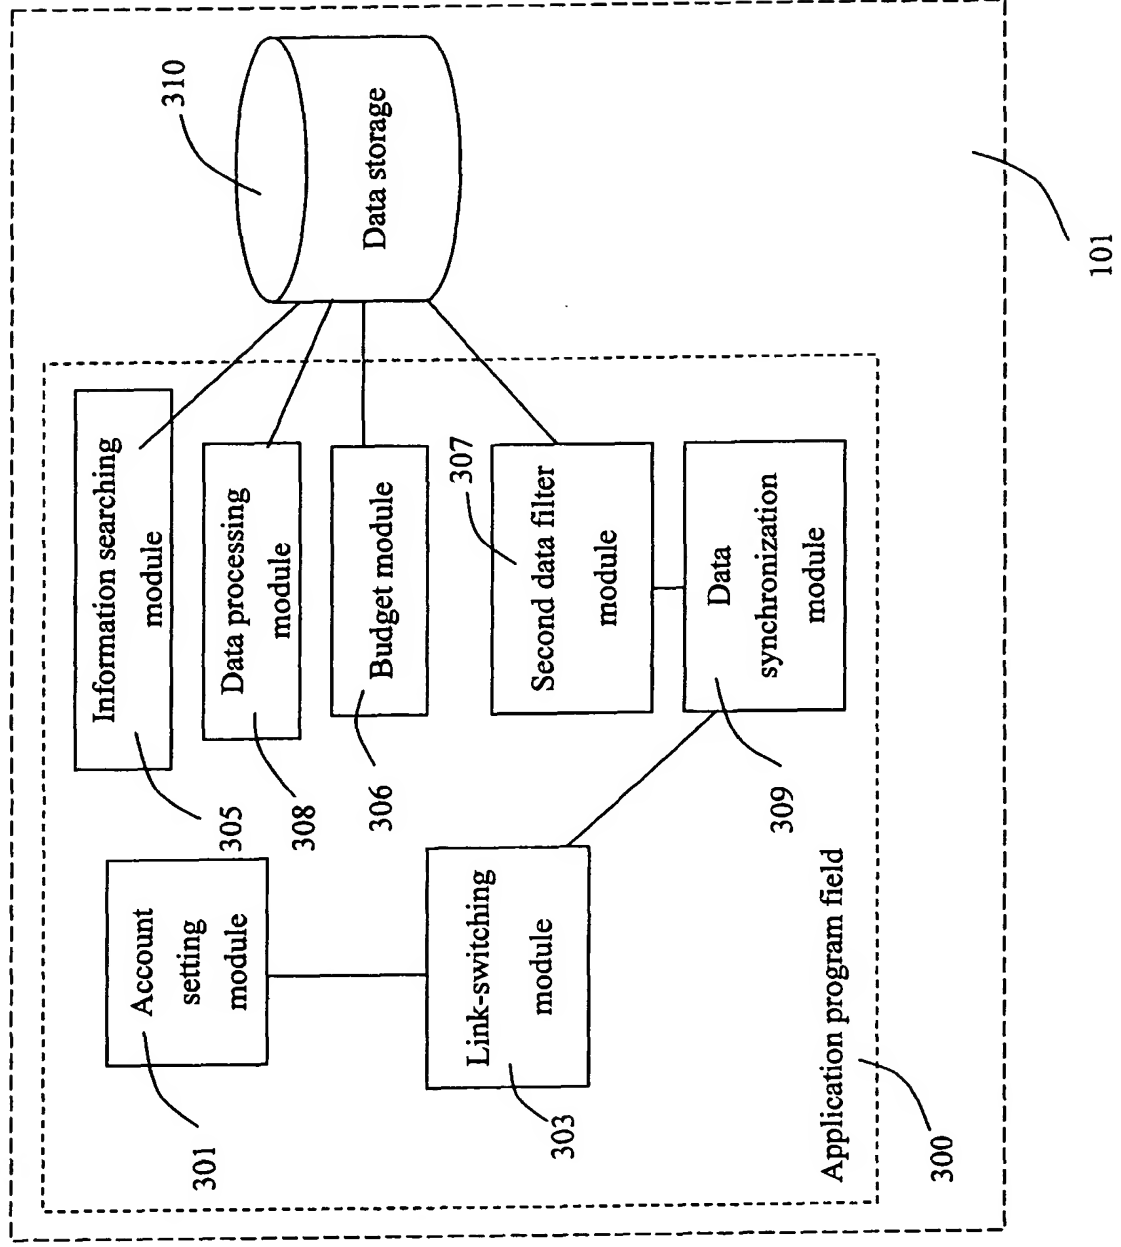 Information searching
module
305
Data processing
module
308
Budget module
306
Second data filter
module
307
Data
synchronization
module
309
Account
setting
module
301
Link-switching
module
303
Application program field
300
Data storage
310
101